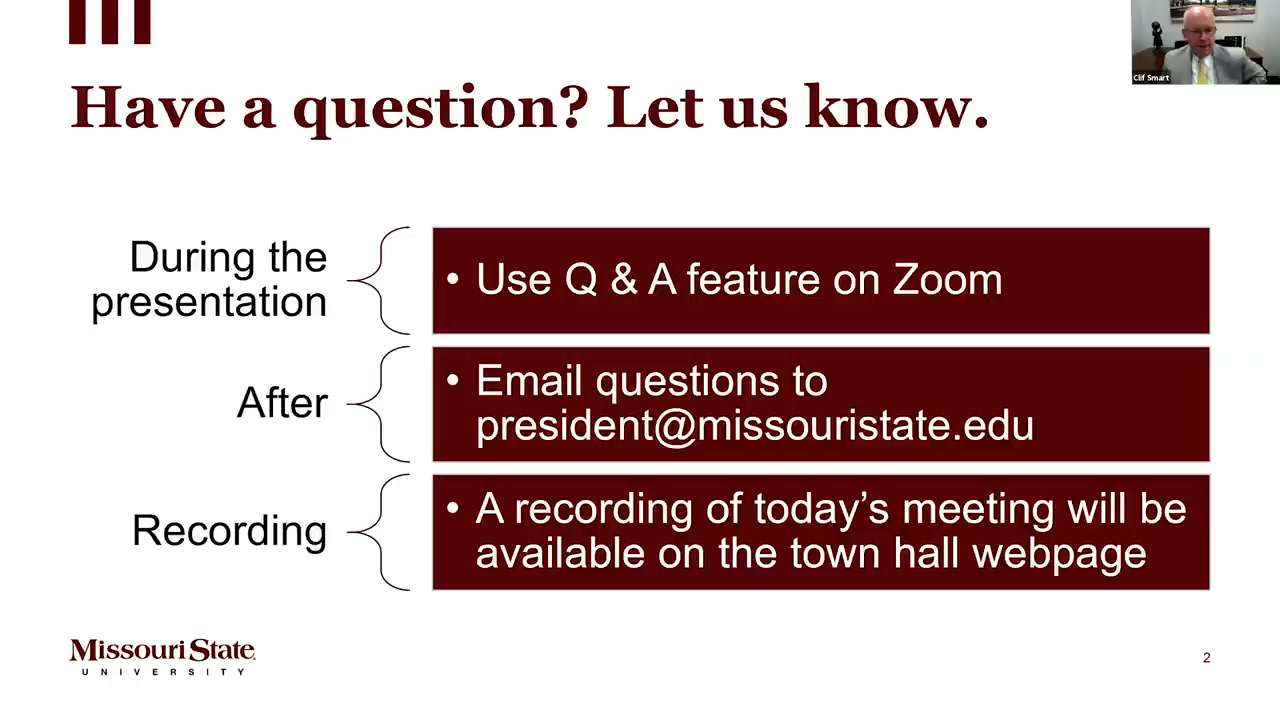 Clif Smart
Have a question? Let us know.
During the
presentation
• Use Q & A feature on Zoom
After
• Email questions to
president@missouristate.edu
Recording
• A recording of today’s meeting will be
available on the town hall webpage
Missouri State
UNIVERSITY
2